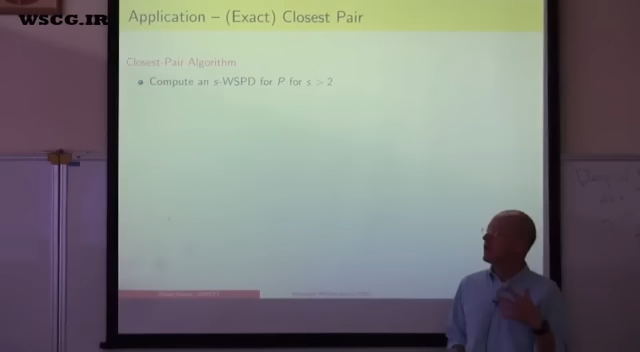 WSCG.IR
Application – (Exact) Closest Pair
Closest-Pair Algorithm
Compute an s-WSPD for P for s > 2